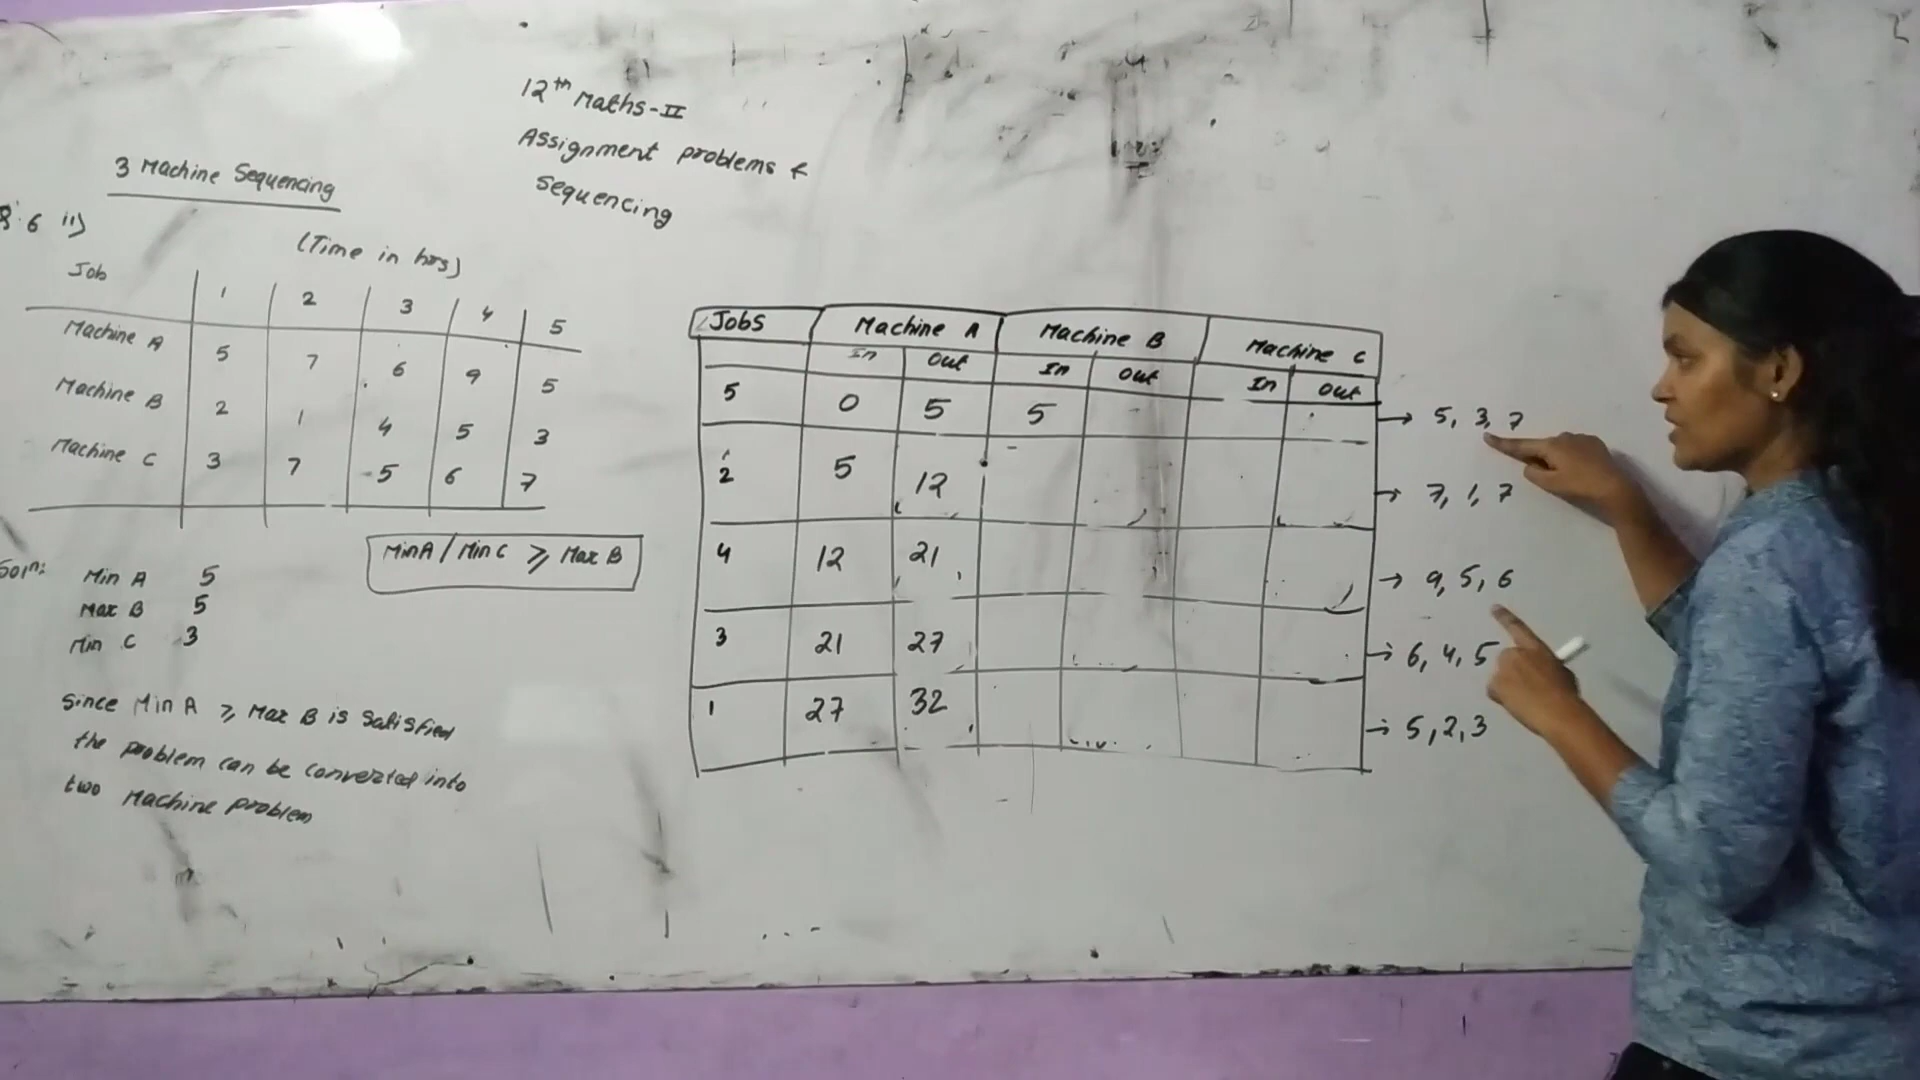 12th Maths-II
Assignment problems &
Sequencing
3 Machine Sequencing
Q.6 ii)
(Time in hrs)
Job 1 2 3 4 5
Machine A 5 7 6 9 5
Machine B 2 1 4 5 3
Machine C 3 7 5 6 7
Soln:
Min A 5
Max B 5
Min C 3
MinA / Min C ⩾ Max B
Since Min A ⩾ Max B is Satisfied
the problem can be converted into
two Machine problem
Jobs Machine A Machine B Machine C
In Out In Out In Out
5 0 5 5 → 5, 3, 7
2 5 12 → 7, 1, 7
4 12 21 → 9, 5, 6
3 21 27 → 6, 4, 5
1 27 32 → 5, 2, 3